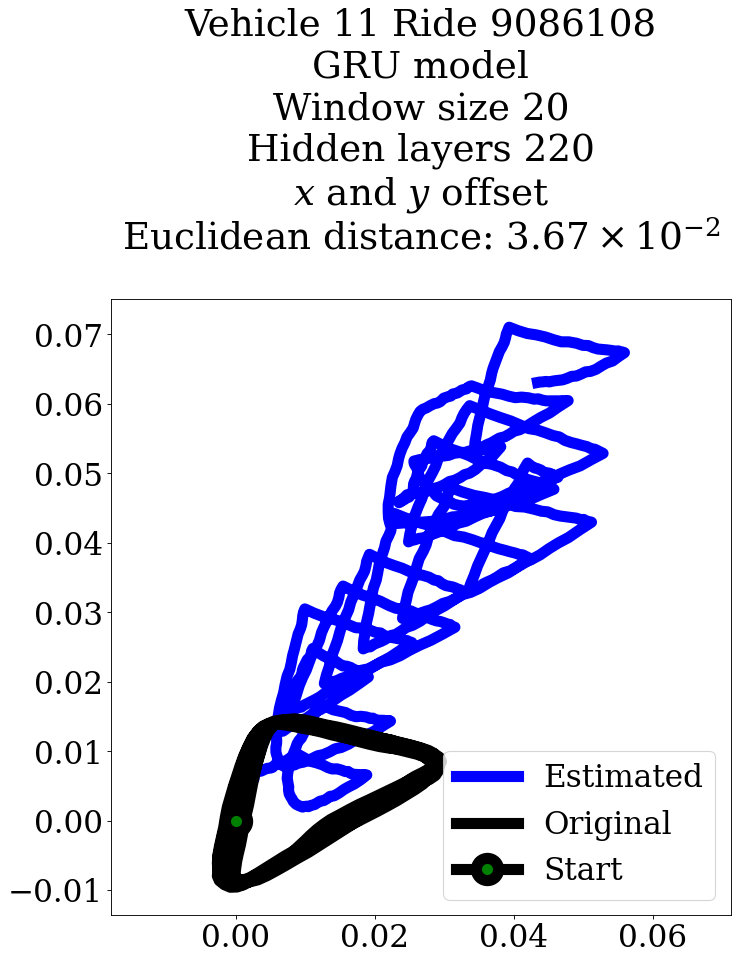 Vehicle 11 Ride 9086108
GRU model
Window size 20
Hidden layers 220
x and y offset
Euclidean distance: 3.67 × 10⁻²
0.07
0.06
0.05
0.04
0.03
0.02
0.01
0.00
−0.01
Estimated
Original
Start
0.00 0.02 0.04 0.06